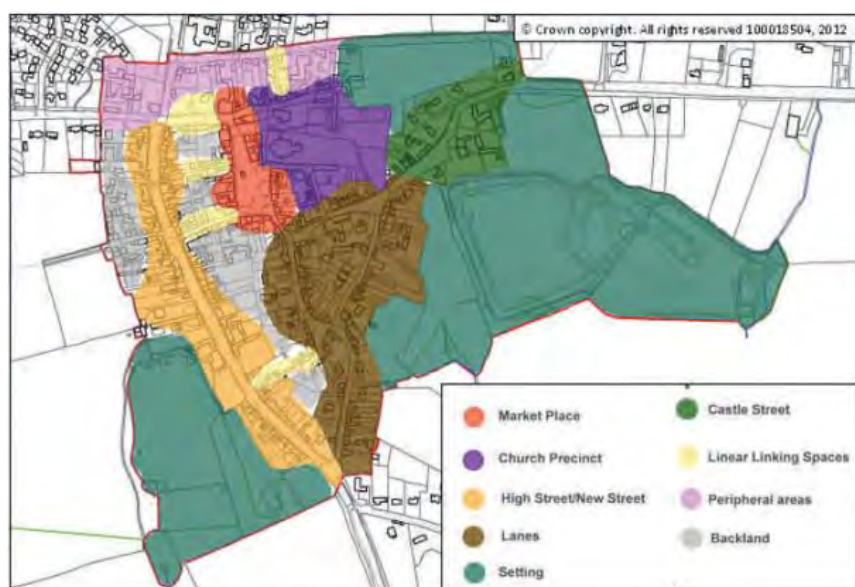 © Crown copyright. All rights reserved 100018504, 2012
Market Place
Castle Street
Church Precinct
Linear Linking Spaces
High Street/New Street
Peripheral areas
Lanes
Backland
Setting